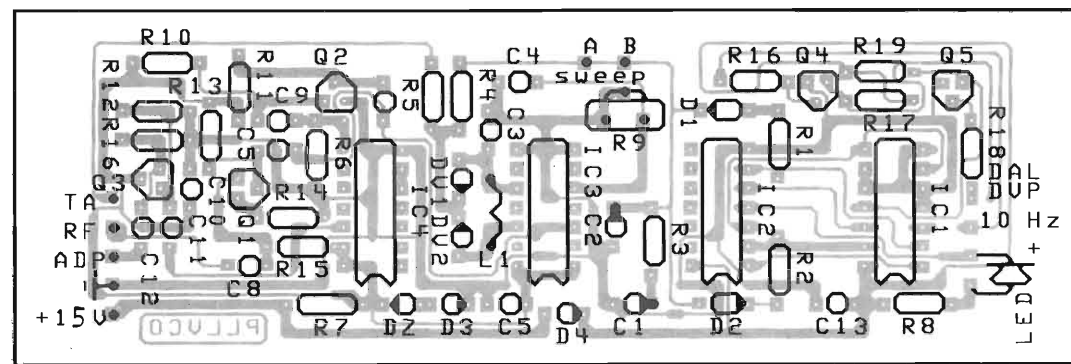 R10
R12
R13
R11
Q2
C9
R5
R4
C4
A B
sweep
C3
R9
R16
Q4
R19
Q5
D1
R17
R18
R1
R16
C5
R6
Q3
C10
Q1
R14
R15
C11
C12
C8
IC4
DV1
DV2
L1
IC3
C2
R3
IC2
R2
IC1
TA
RF
ADP
-
+15V
PLLVCO
R7
DZ
D3
C5
D4
C1
D2
C13
R8
DAL
DVP
10 Hz
+
DEL